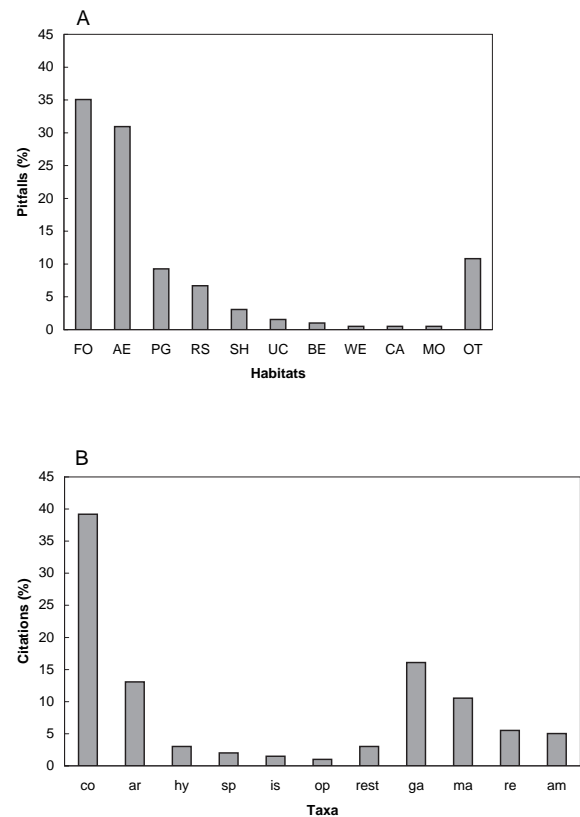 A
45
40
35
30
25
20
15
10
5
0
Pitfalls (%)
FO AE PG RS SH UC BE WE CA MO OT
Habitats
B
45
40
35
30
25
20
15
10
5
0
Citations (%)
co ar hy sp is op rest ga ma re am
Taxa